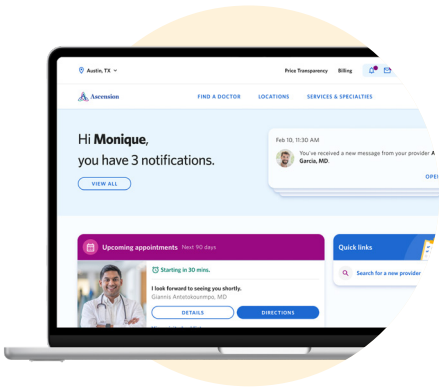 Austin, TX
Price Transparency Billing
Ascension
FIND A DOCTOR LOCATIONS SERVICES & SPECIALTIES
Hi Monique,
you have 3 notifications.
VIEW ALL
Feb 10, 11:30 AM
You've received a new message from your provider A
Garcia, MD.
OPE
Upcoming appointments Next 90 days
Quick links
Starting in 30 mins.
Search for a new provider
I look forward to seeing you shortly.
Giannis Antetokounmpo, MD
DETAILS DIRECTIONS